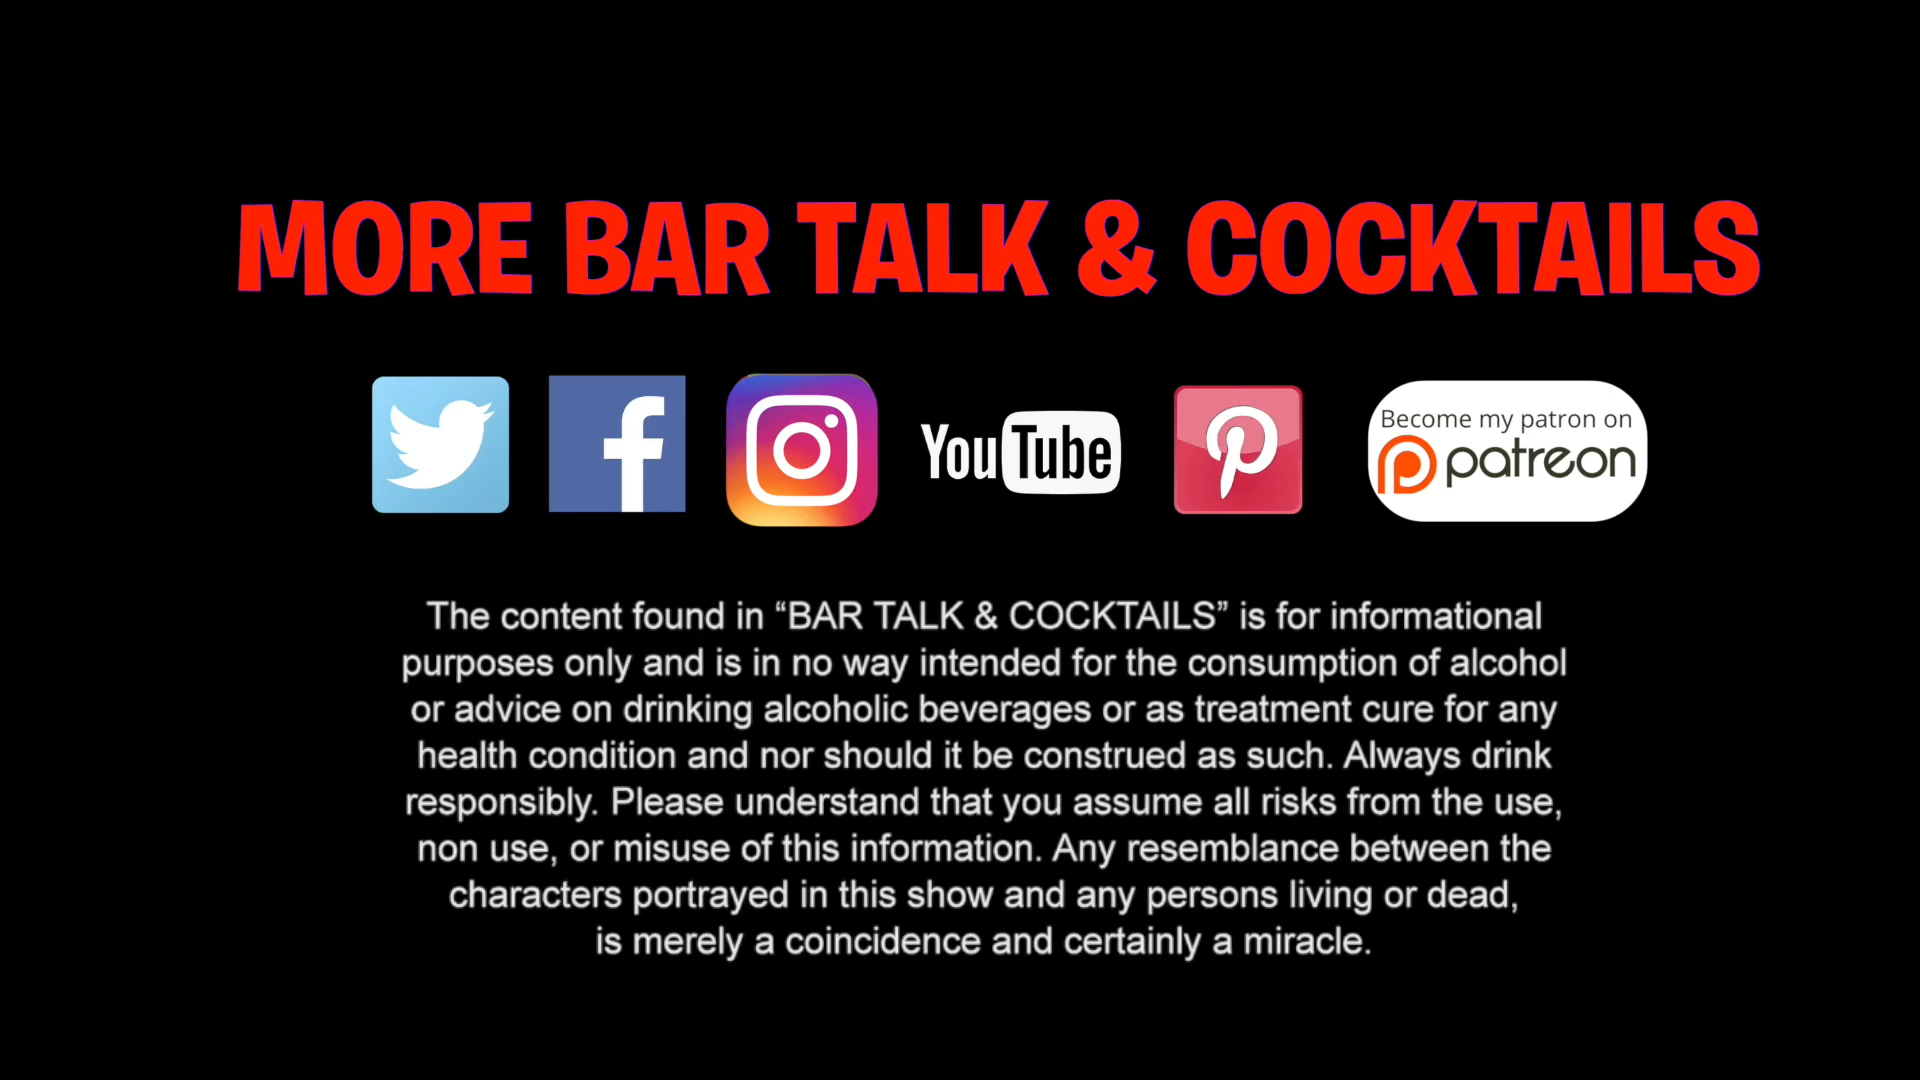 MORE BAR TALK & COCKTAILS
YouTube
Become my patron on
patreon
The content found in “BAR TALK & COCKTAILS” is for informational
purposes only and is in no way intended for the consumption of alcohol
or advice on drinking alcoholic beverages or as treatment cure for any
health condition and nor should it be construed as such. Always drink
responsibly. Please understand that you assume all risks from the use,
non use, or misuse of this information. Any resemblance between the
characters portrayed in this show and any persons living or dead,
is merely a coincidence and certainly a miracle.